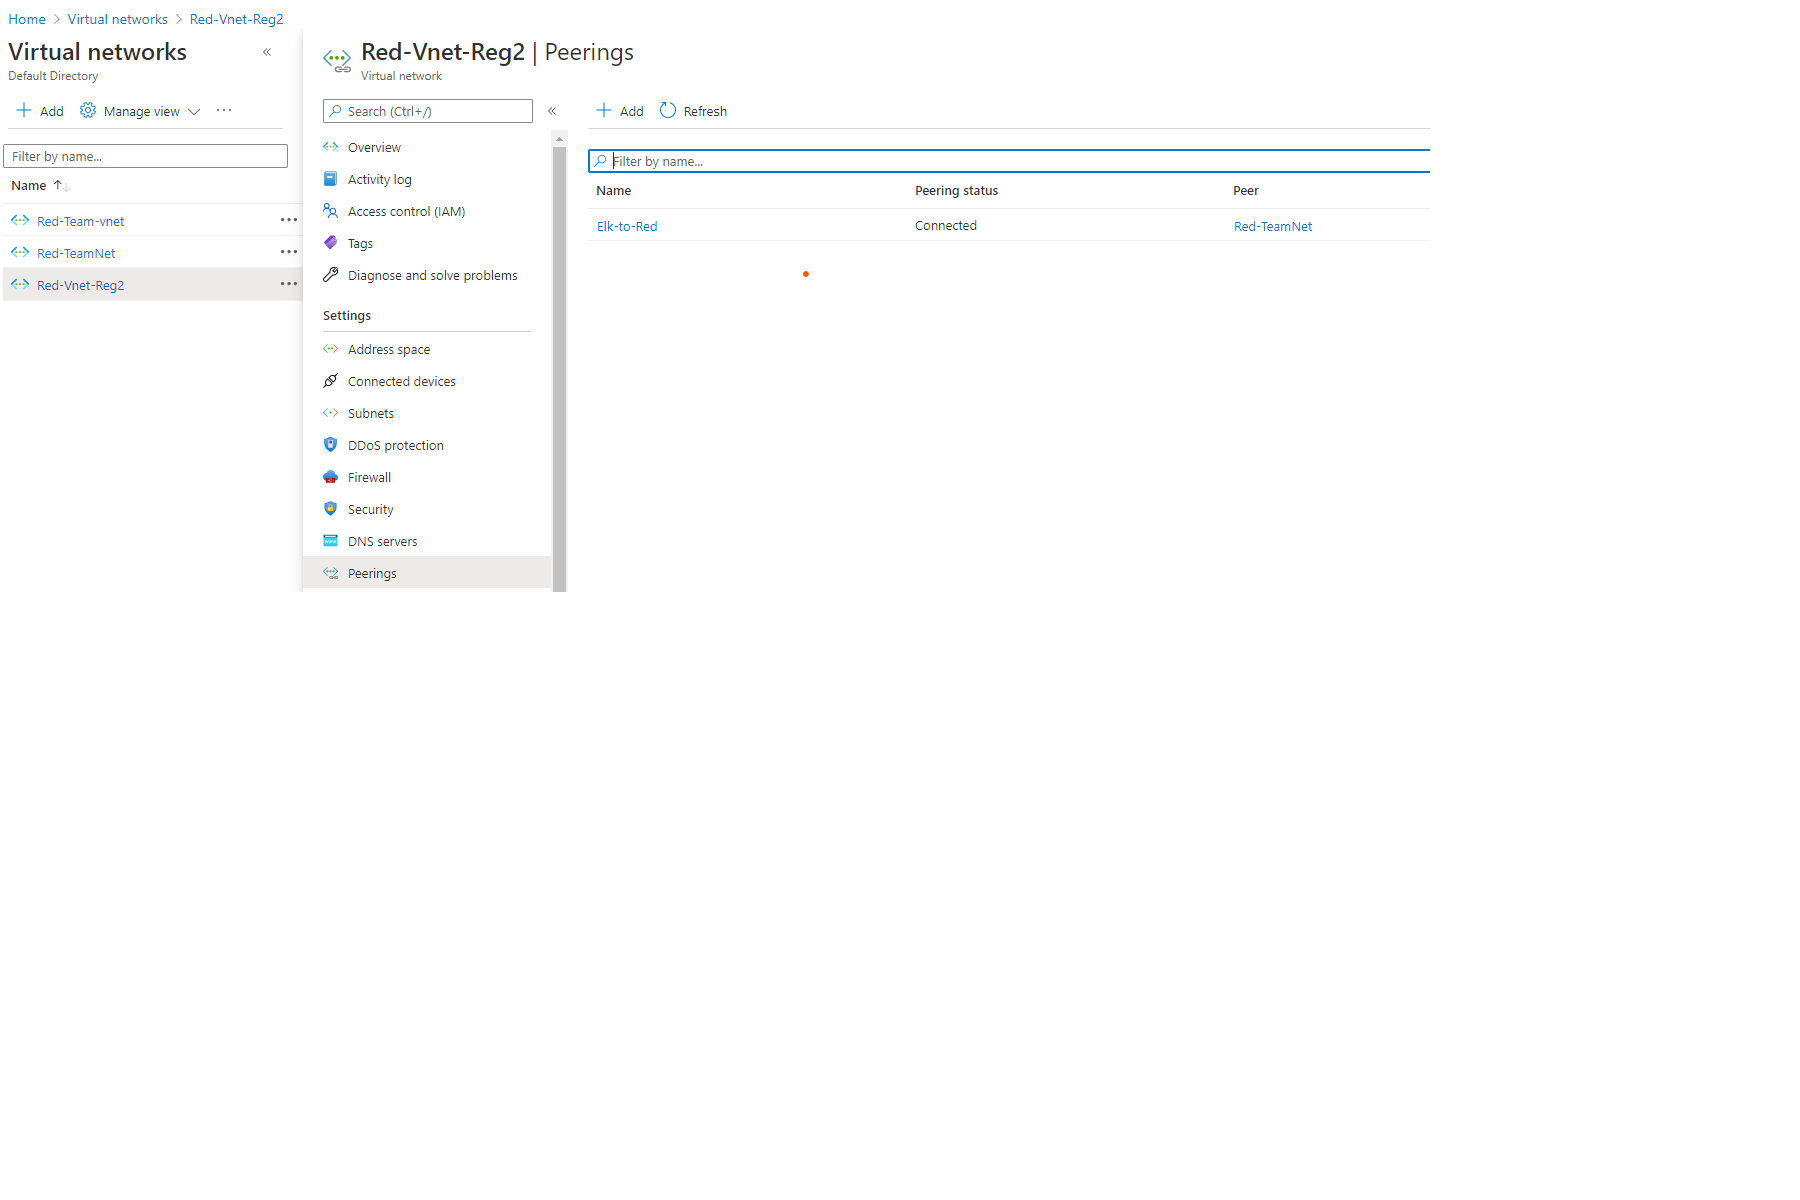 Home > Virtual networks > Red-Vnet-Reg2
Virtual networks
Default Directory
Add Manage view ···
Filter by name...
Name ↑↓
Red-Team-vnet ···
Red-TeamNet ···
Red-Vnet-Reg2 ···
Red-Vnet-Reg2 | Peerings
Virtual network
Search (Ctrl+/)
Overview
Activity log
Access control (IAM)
Tags
Diagnose and solve problems
Settings
Address space
Connected devices
Subnets
DDoS protection
Firewall
Security
DNS servers
Peerings
Add Refresh
Filter by name...
Name Peering status Peer
Elk-to-Red Connected Red-TeamNet